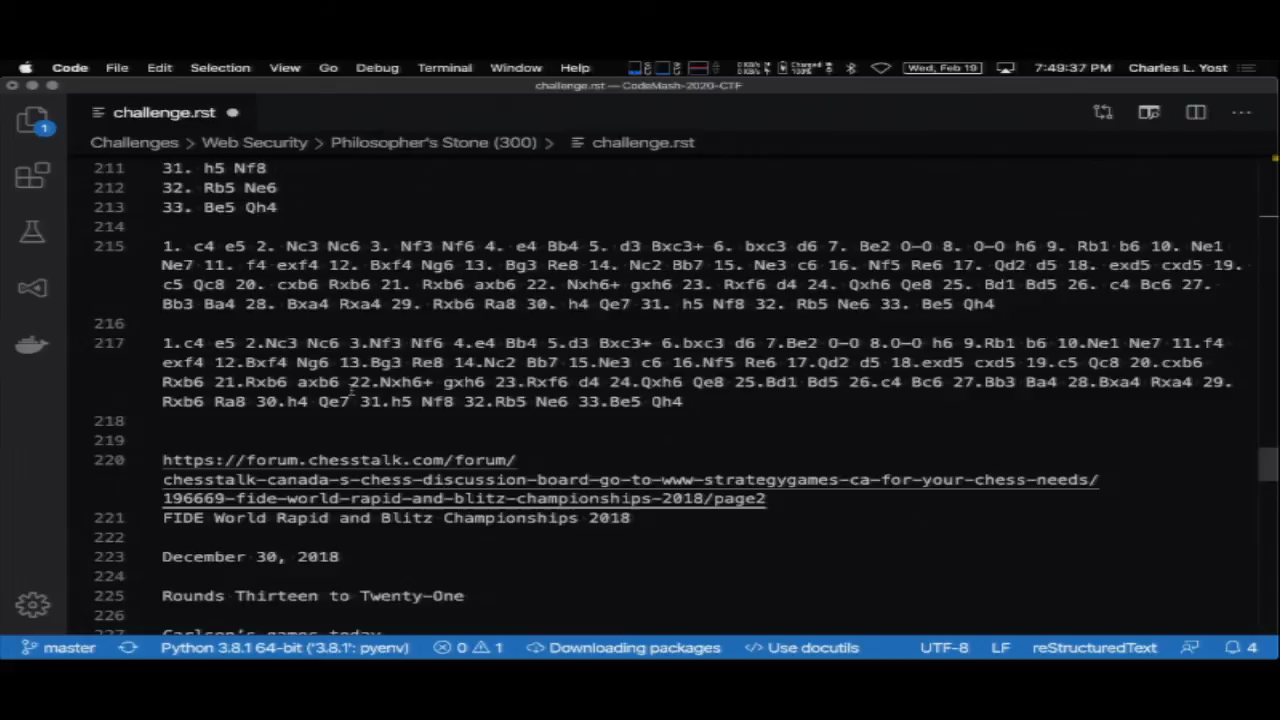 Code File Edit Selection View Go Debug Terminal Window Help Wed, Feb 19 7:49:37 PM Charles L. Yost
challenge.rst — CodeMash-2020-CTF
challenge.rst
1
Challenges > Web Security > Philosopher's Stone (300) > challenge.rst
211 31. h5 Nf8
212 32. Rb5 Ne6
213 33. Be5 Qh4
214
215 1. c4 e5 2. Nc3 Nc6 3. Nf3 Nf6 4. e4 Bb4 5. d3 Bxc3+ 6. bxc3 d6 7. Be2 O-O 8. O-O h6 9. Rb1 b6 10. Ne1
Ne7 11. f4 exf4 12. Bxf4 Ng6 13. Bg3 Re8 14. Nc2 Bb7 15. Ne3 c6 16. Nf5 Re6 17. Qd2 d5 18. exd5 cxd5 19.
c5 Qc8 20. cxb6 Rxb6 21. Rxb6 axb6 22. Nxh6+ gxh6 23. Rxf6 d4 24. Qxh6 Qe8 25. Bd1 Bd5 26. c4 Bc6 27.
Bb3 Ba4 28. Bxa4 Rxa4 29. Rxb6 Ra8 30. h4 Qe7 31. h5 Nf8 32. Rb5 Ne6 33. Be5 Qh4
216
217 1.c4 e5 2.Nc3 Nc6 3.Nf3 Nf6 4.e4 Bb4 5.d3 Bxc3+ 6.bxc3 d6 7.Be2 O-O 8.O-O h6 9.Rb1 b6 10.Ne1 Ne7 11.f4
exf4 12.Bxf4 Ng6 13.Bg3 Re8 14.Nc2 Bb7 15.Ne3 c6 16.Nf5 Re6 17.Qd2 d5 18.exd5 cxd5 19.c5 Qc8 20.cxb6
Rxb6 21.Rxb6 axb6 22.Nxh6+ gxh6 23.Rxf6 d4 24.Qxh6 Qe8 25.Bd1 Bd5 26.c4 Bc6 27.Bb3 Ba4 28.Bxa4 Rxa4 29.
Rxb6 Ra8 30.h4 Qe7 31.h5 Nf8 32.Rb5 Ne6 33.Be5 Qh4
218
219
220 https://forum.chesstalk.com/forum/
chesstalk-canada-s-chess-discussion-board-go-to-www-strategygames-ca-for-your-chess-needs/
196669-fide-world-rapid-and-blitz-championships-2018/page2
221 FIDE World Rapid and Blitz Championships 2018
222
223 December 30, 2018
224
225 Rounds Thirteen to Twenty-One
226
227 Carlsen's games today
master Python 3.8.1 64-bit ('3.8.1': pyenv) 0 1 Downloading packages </> Use docutils UTF-8 LF reStructuredText 4